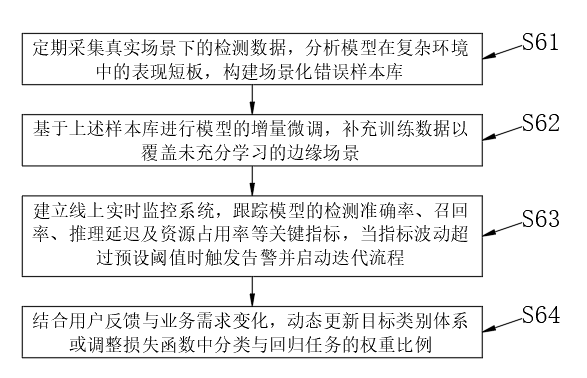 定期采集真实场景下的检测数据，分析模型在复杂环境
中的表现短板，构建场景化错误样本库
S61
基于上述样本库进行模型的增量微调，补充训练数据以
覆盖未充分学习的边缘场景
S62
建立线上实时监控系统，跟踪模型的检测准确率、召回
率、推理延迟及资源占用率等关键指标，当指标波动超
过预设阈值时触发告警并启动迭代流程
S63
结合用户反馈与业务需求变化，动态更新目标类别体系
或调整损失函数中分类与回归任务的权重比例
S64